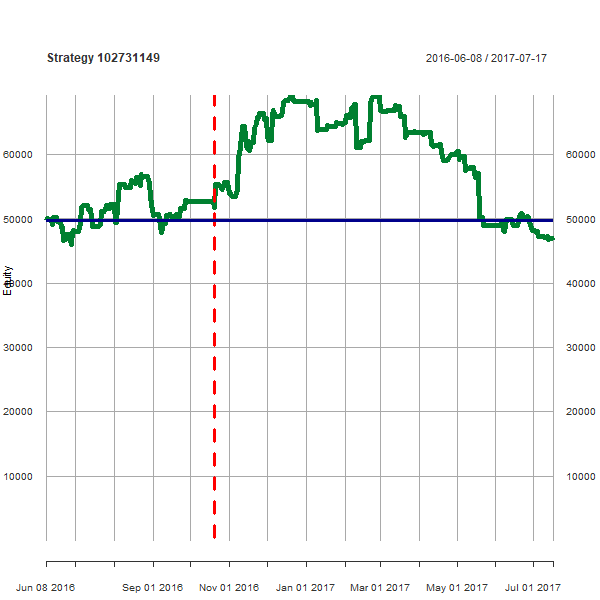 Strategy 102731149
2016-06-08 / 2017-07-17
60000
60000
50000
50000
Equity
40000
40000
30000
30000
20000
20000
10000
10000
Jun 08 2016
Sep 01 2016
Nov 01 2016
Jan 01 2017
Mar 01 2017
May 01 2017
Jul 01 2017